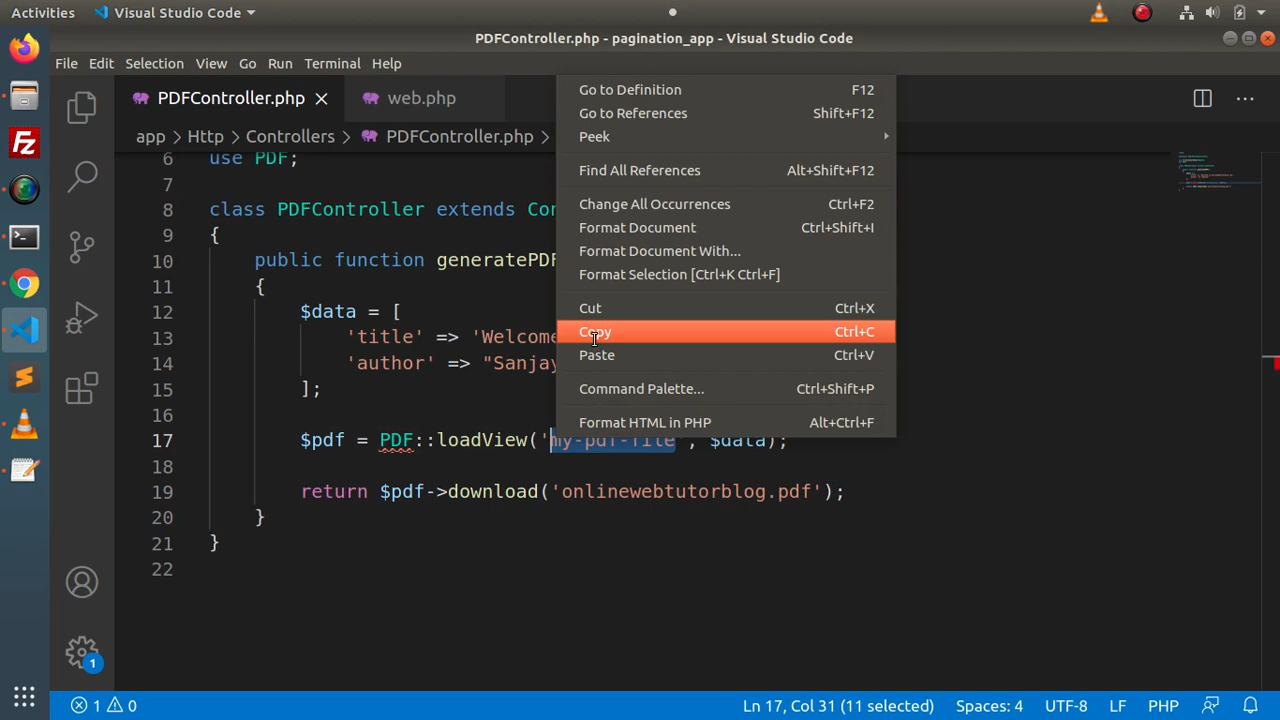 Activities Visual Studio Code
PDFController.php - pagination_app - Visual Studio Code
File Edit Selection View Go Run Terminal Help
PDFController.php web.php
app > Http > Controllers > PDFController.php >
6 use PDF;
7
8 class PDFController extends Con
9 {
10 public function generatePDF
11 {
12 $data = [
13 'title' => 'Welcome
14 'author' => "Sanjay
15 ];
16
17 $pdf = PDF::loadView('my-pdf-file', $data);
18
19 return $pdf->download('onlinewebtutorblog.pdf');
20 }
21 }
22
Go to Definition F12
Go to References Shift+F12
Peek
Find All References Alt+Shift+F12
Change All Occurrences Ctrl+F2
Format Document Ctrl+Shift+I
Format Document With...
Format Selection [Ctrl+K Ctrl+F]
Cut Ctrl+X
Copy Ctrl+C
Paste Ctrl+V
Command Palette... Ctrl+Shift+P
Format HTML in PHP Alt+Ctrl+F
Fz
1
1 0 Ln 17, Col 31 (11 selected) Spaces: 4 UTF-8 LF PHP